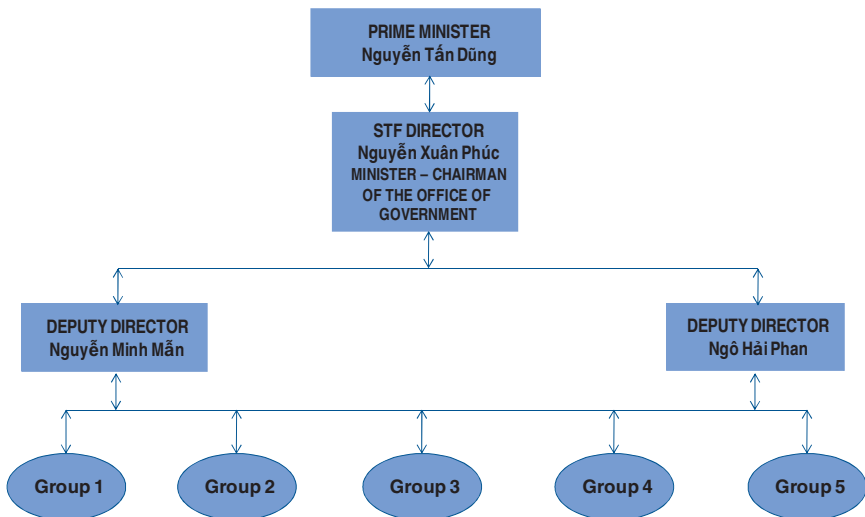 PRIME MINISTER
Nguyễn Tấn Dũng
STF DIRECTOR
Nguyễn Xuân Phúc
MINISTER – CHAIRMAN
OF THE OFFICE OF
GOVERNMENT
DEPUTY DIRECTOR
Nguyễn Minh Mẫn
DEPUTY DIRECTOR
Ngô Hải Phan
Group 1
Group 2
Group 3
Group 4
Group 5